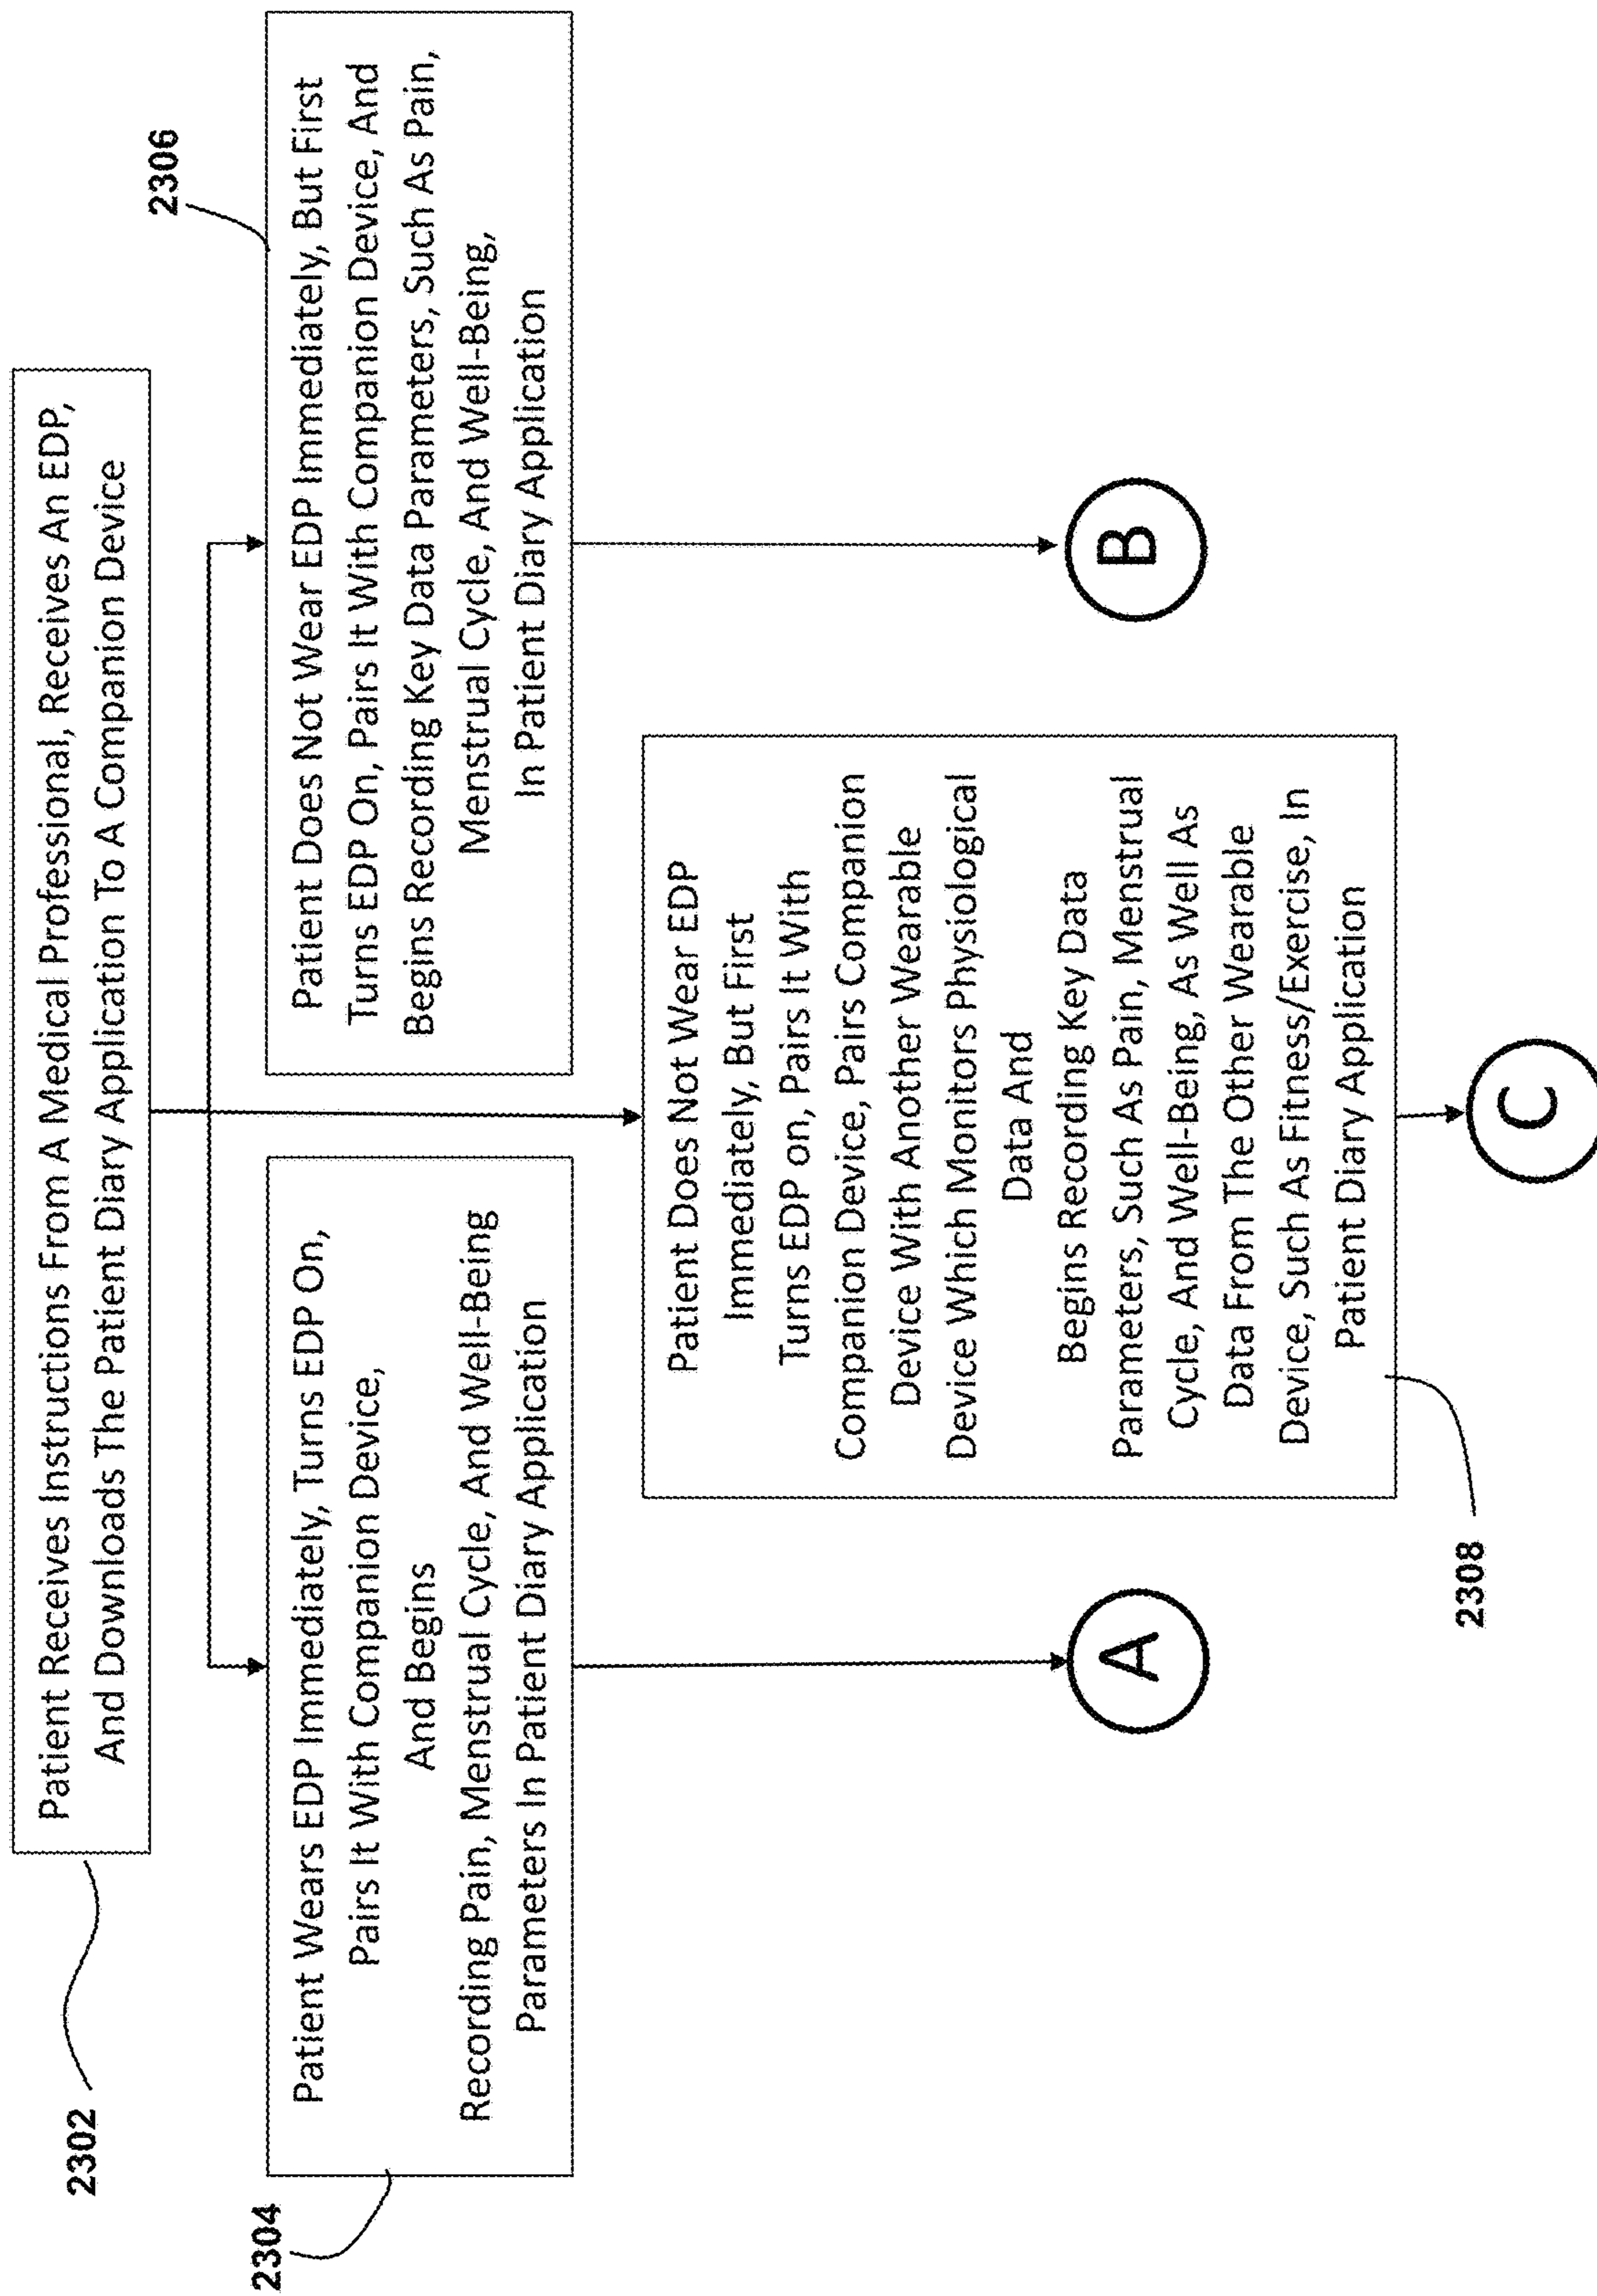 2302
Patient Receives Instructions From A Medical Professional, Receives An EDP,
And Downloads The Patient Diary Application To A Companion Device
2304
Patient Wears EDP Immediately, Turns EDP On,
Pairs It With Companion Device,
And Begins
Recording Pain, Menstrual Cycle, And Well-Being
Parameters In Patient Diary Application
2306
Patient Does Not Wear EDP Immediately, But First
Turns EDP On, Pairs It With Companion Device, And
Begins Recording Key Data Parameters, Such As Pain,
Menstrual Cycle, And Well-Being,
In Patient Diary Application
Patient Does Not Wear EDP
Immediately, But First
Turns EDP on, Pairs It With
Companion Device, Pairs Companion
Device With Another Wearable
Device Which Monitors Physiological
Data And
Begins Recording Key Data
Parameters, Such As Pain, Menstrual
Cycle, And Well-Being, As Well As
Data From The Other Wearable
Device, Such As Fitness/Exercise, In
Patient Diary Application
2308
A
B
C